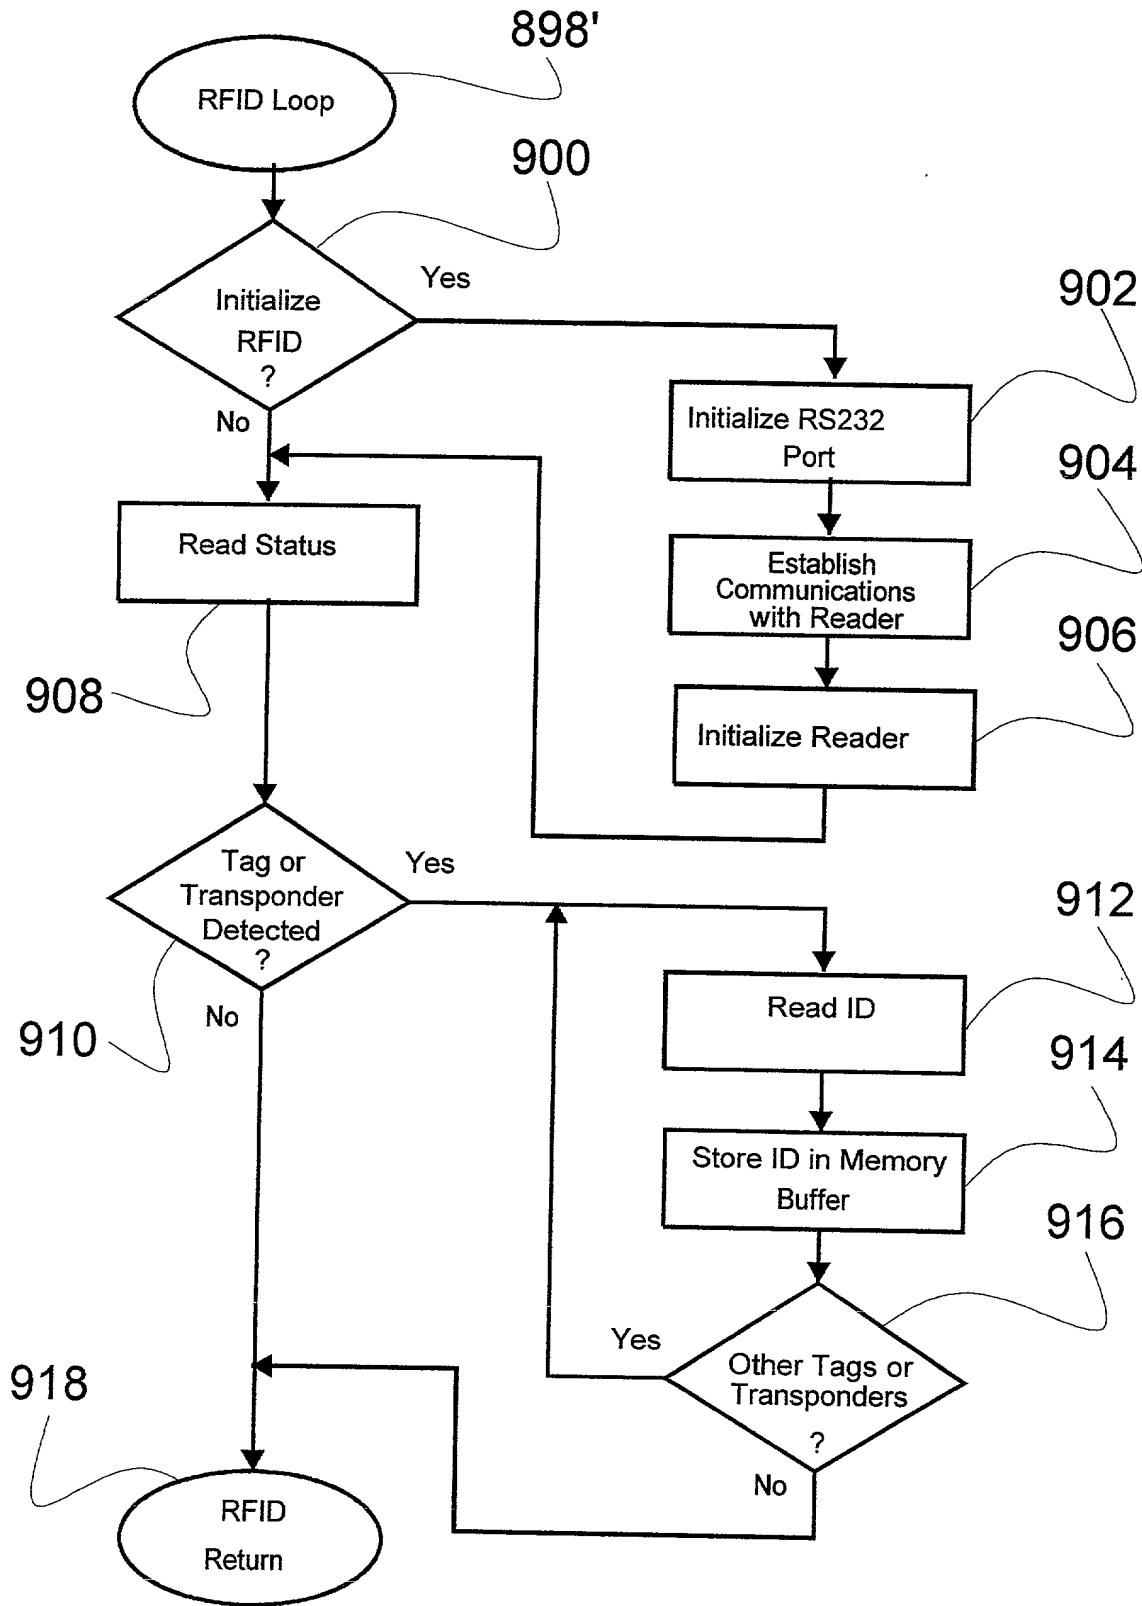 898'
RFID Loop
900
Yes
Initialize
RFID
?
No
902
Initialize RS232
Port
904
Read Status
Establish
Communications
with Reader
906
908
Initialize Reader
Tag or
Transponder
Detected
?
Yes
No
910
912
Read ID
914
Store ID in Memory
Buffer
916
Yes
Other Tags or
Transponders
?
No
918
RFID
Return